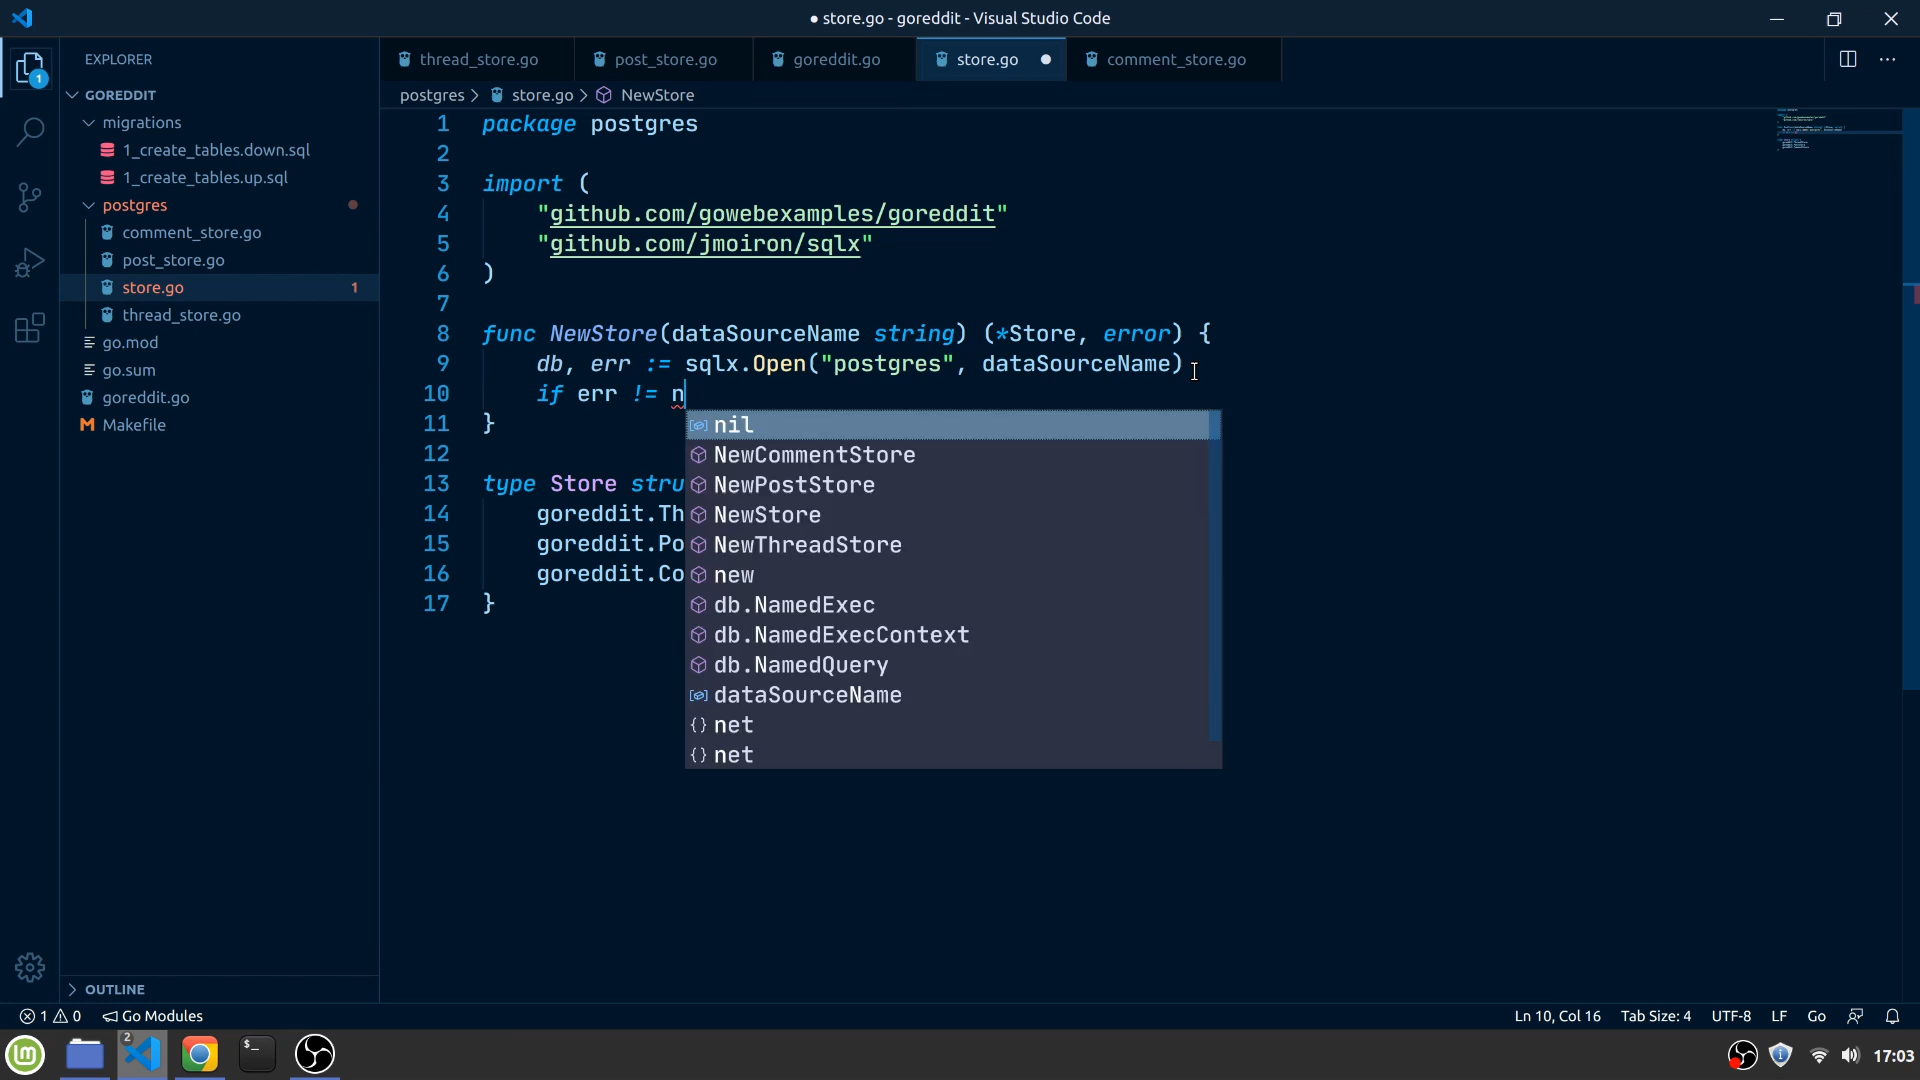 ● store.go - goreddit - Visual Studio Code
EXPLORER
GOREDDIT
migrations
1_create_tables.down.sql
1_create_tables.up.sql
postgres
comment_store.go
post_store.go
store.go 1
thread_store.go
go.mod
go.sum
goreddit.go
Makefile
OUTLINE
1
thread_store.go
post_store.go
goreddit.go
store.go
comment_store.go
postgres > store.go > NewStore
1 package postgres
2
3 import (
4 "github.com/gowebexamples/goreddit"
5 "github.com/jmoiron/sqlx"
6 )
7
8 func NewStore(dataSourceName string) (*Store, error) {
9 db, err := sqlx.Open("postgres", dataSourceName)
10 if err != n
11 }
12
13 type Store stru
14 goreddit.Th
15 goreddit.Po
16 goreddit.Co
17 }
nil
NewCommentStore
NewPostStore
NewStore
NewThreadStore
new
db.NamedExec
db.NamedExecContext
db.NamedQuery
dataSourceName
net
net
1 0 Go Modules
Ln 10, Col 16 Tab Size: 4 UTF-8 LF Go
2
$_
17:03